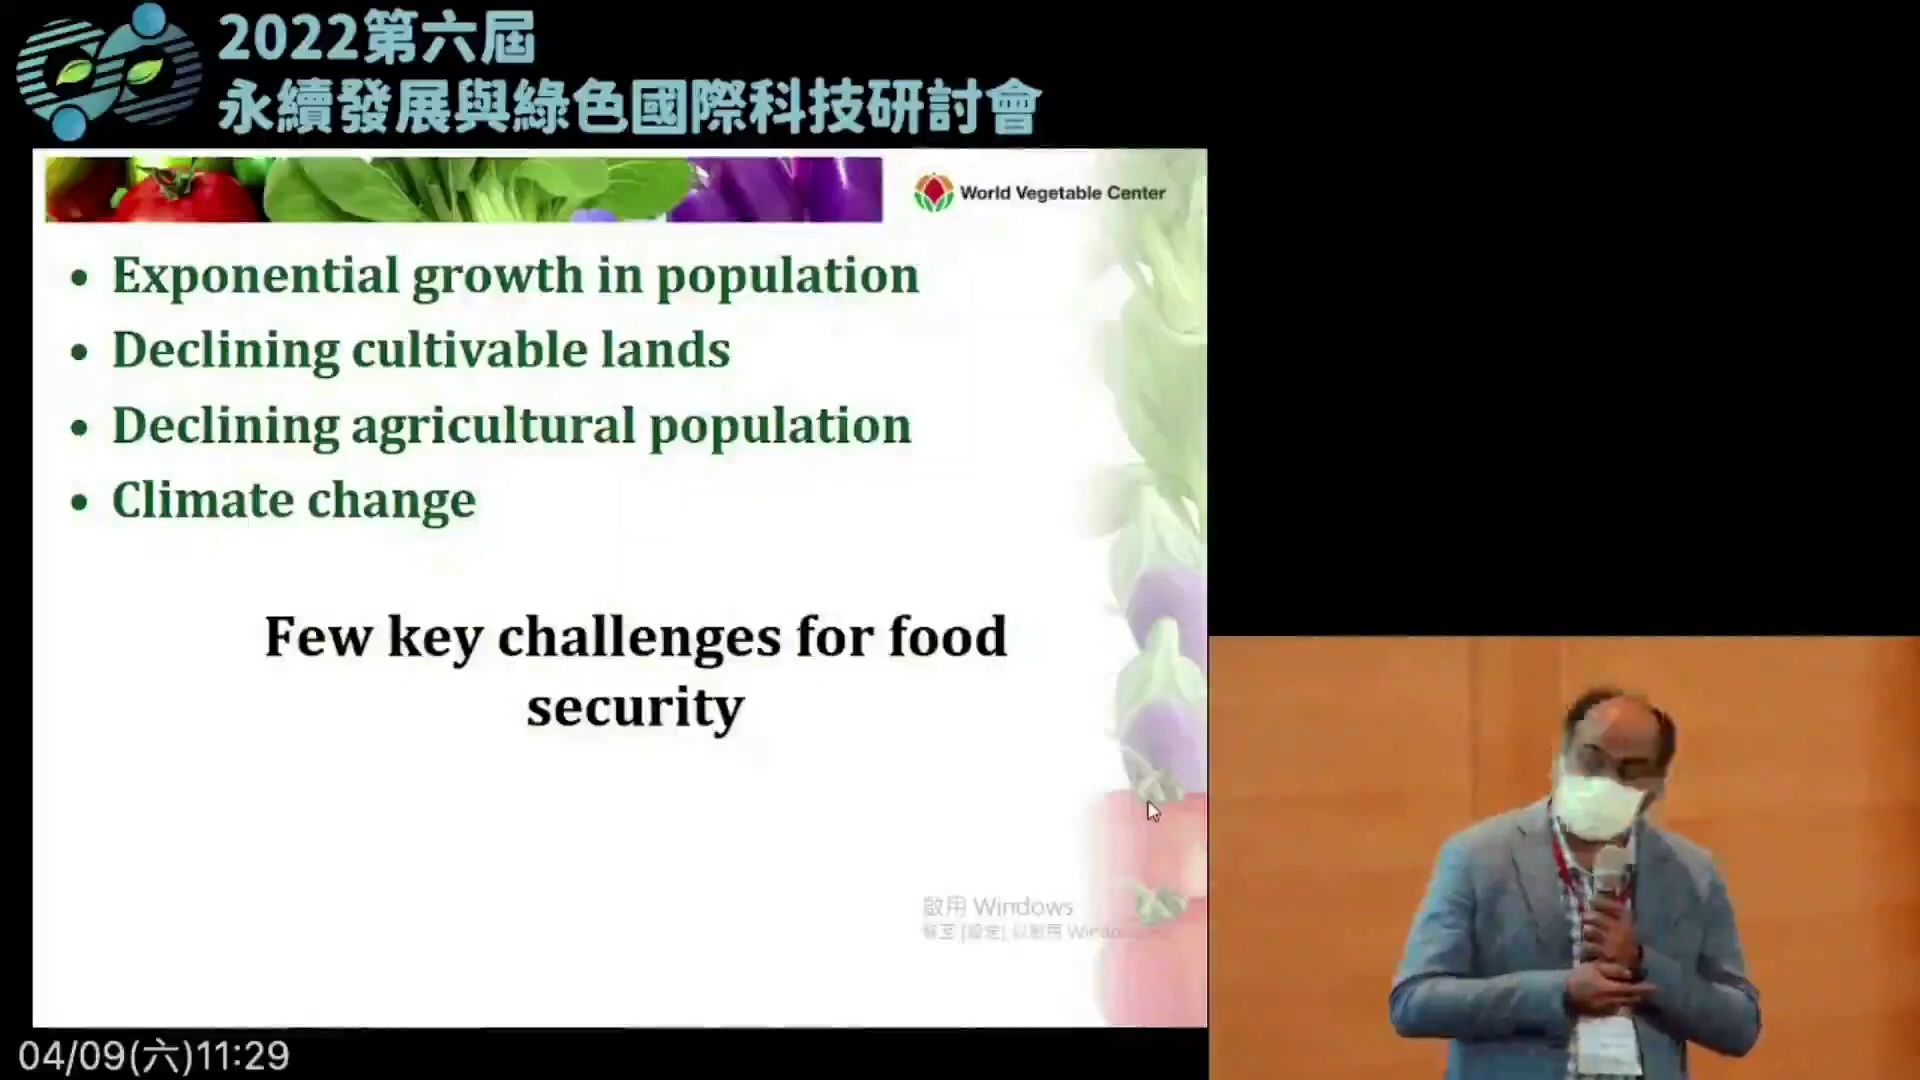 2022第六屆
永續發展與綠色國際科技研討會
World Vegetable Center
• Exponential growth in population
• Declining cultivable lands
• Declining agricultural population
• Climate change
Few key challenges for food
security
啟用 Windows
04/09(六)11:29